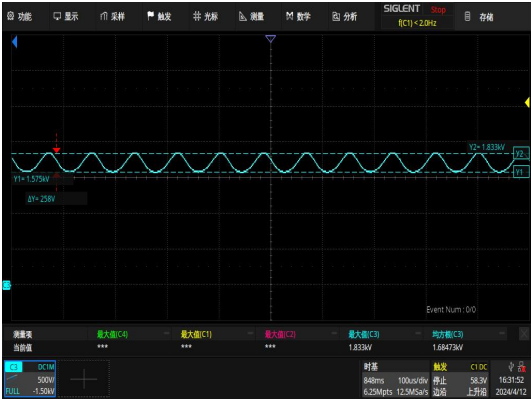 功能 显示 采样 触发 光标 测量 数学 分析 SIGLENT Stop 存储
f(C1) < 2.0Hz
Y2= 1.833kV Y2
Y1
Y1= 1.575kV
ΔY= 258V
C3
Event Num : 0/0
测量项 最大值(C4) 最大值(C1) 最大值(C2) 最大值(C3) 均方根(C3)
当前值 *** *** *** 1.833kV 1.68473kV
C3 DC1M 时基 触发 C1 DC
500V/ 848ms 100us/div 停止 58.3V 16:31:52
FULL -1.50kV 6.25Mpts 12.5MSa/s 边沿 上升沿 2024/4/12